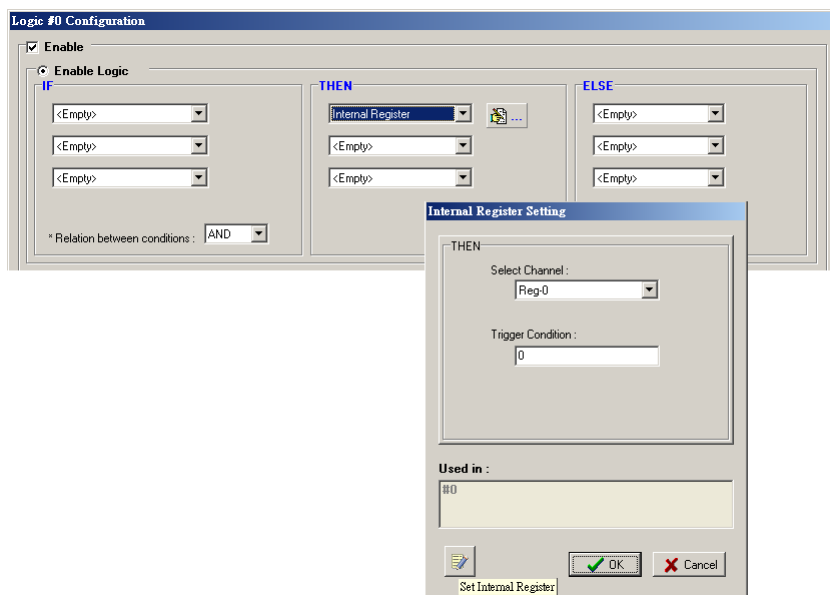 Logic #0 Configuration
Enable
Enable Logic
IF
THEN
ELSE
<Empty>
Internal Register
...
<Empty>
<Empty>
<Empty>
<Empty>
<Empty>
<Empty>
<Empty>
* Relation between conditions :
AND
Internal Register Setting
THEN
Select Channel :
Reg-0
Trigger Condition :
0
Used in :
#0
OK
Cancel
Set Internal Register